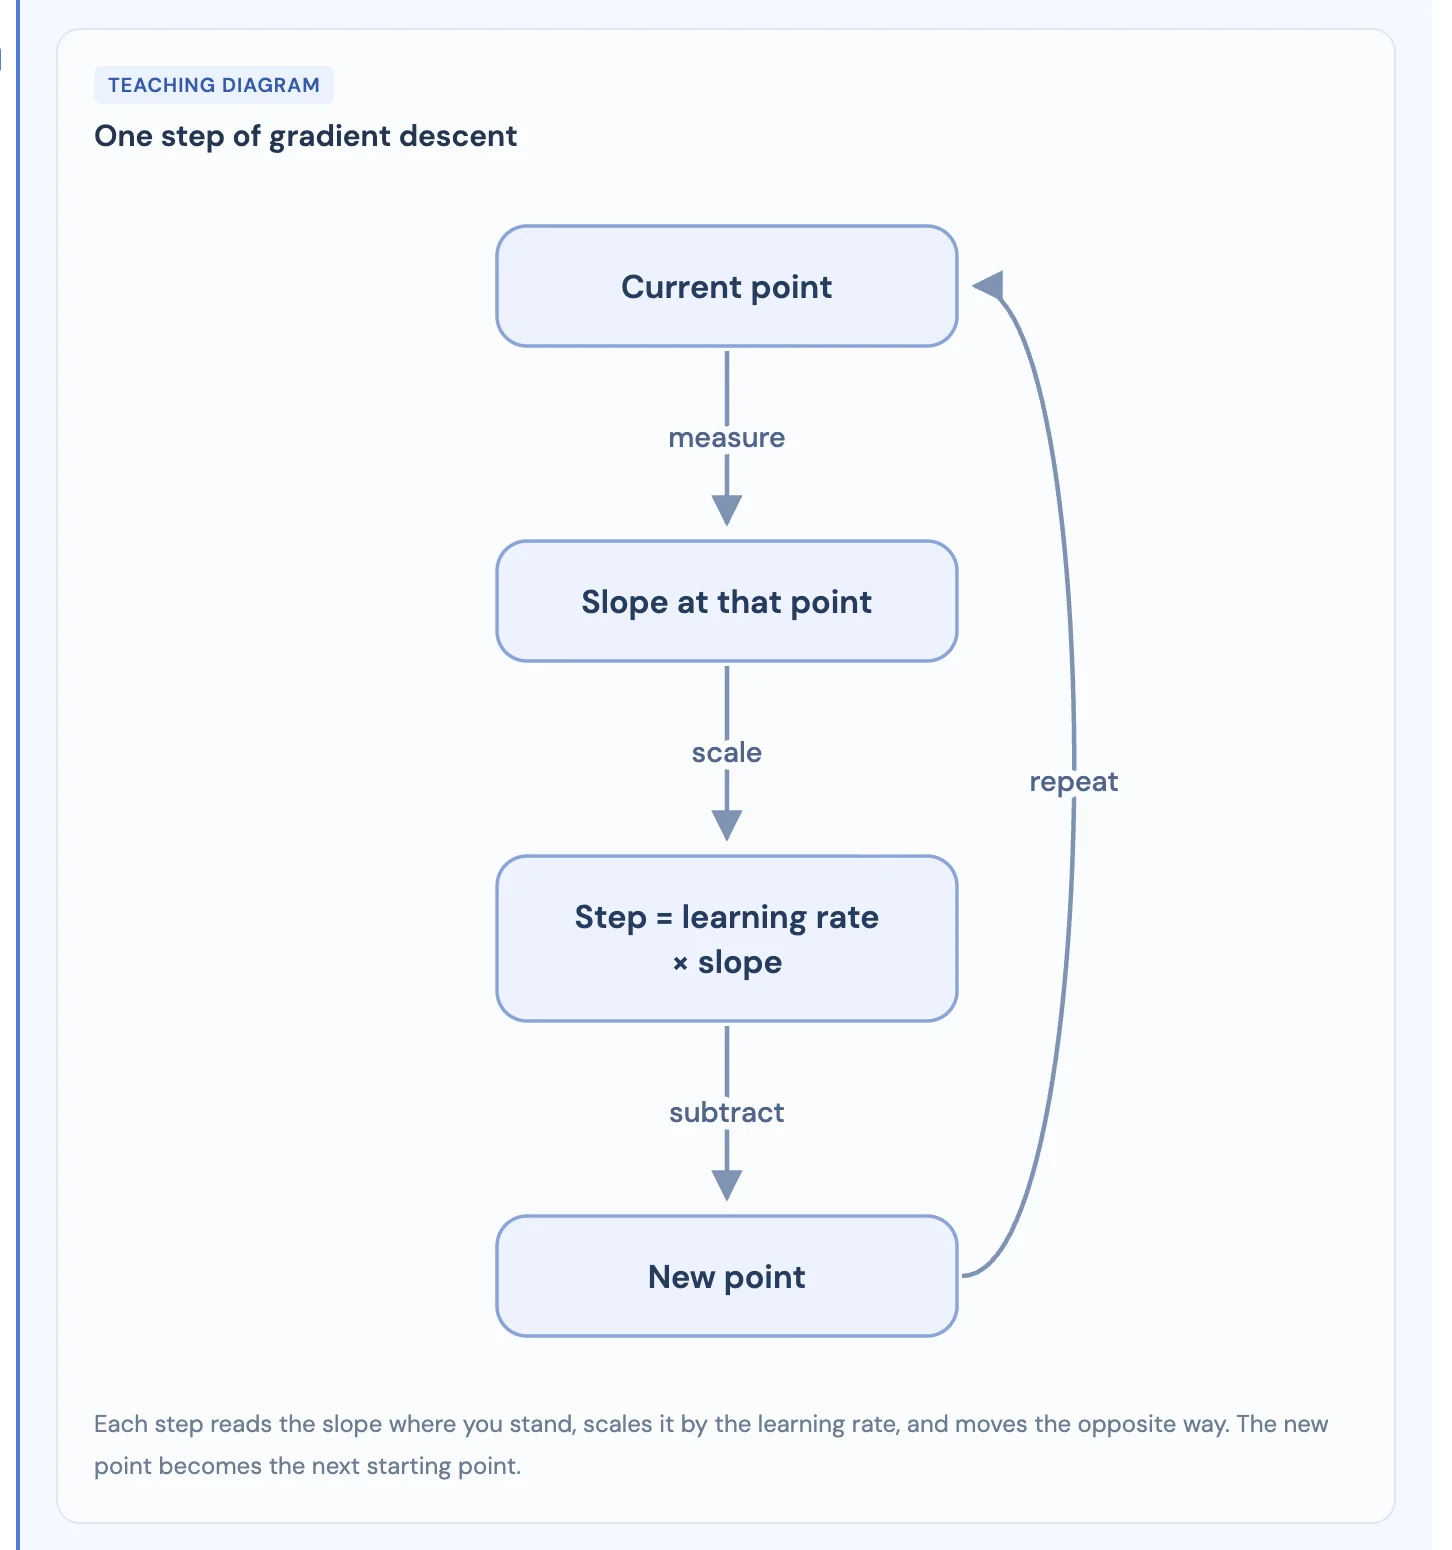 TEACHING DIAGRAM
One step of gradient descent
Current point
measure
Slope at that point
scale
repeat
Step = learning rate
× slope
subtract
New point
Each step reads the slope where you stand, scales it by the learning rate, and moves the opposite way. The new
point becomes the next starting point.